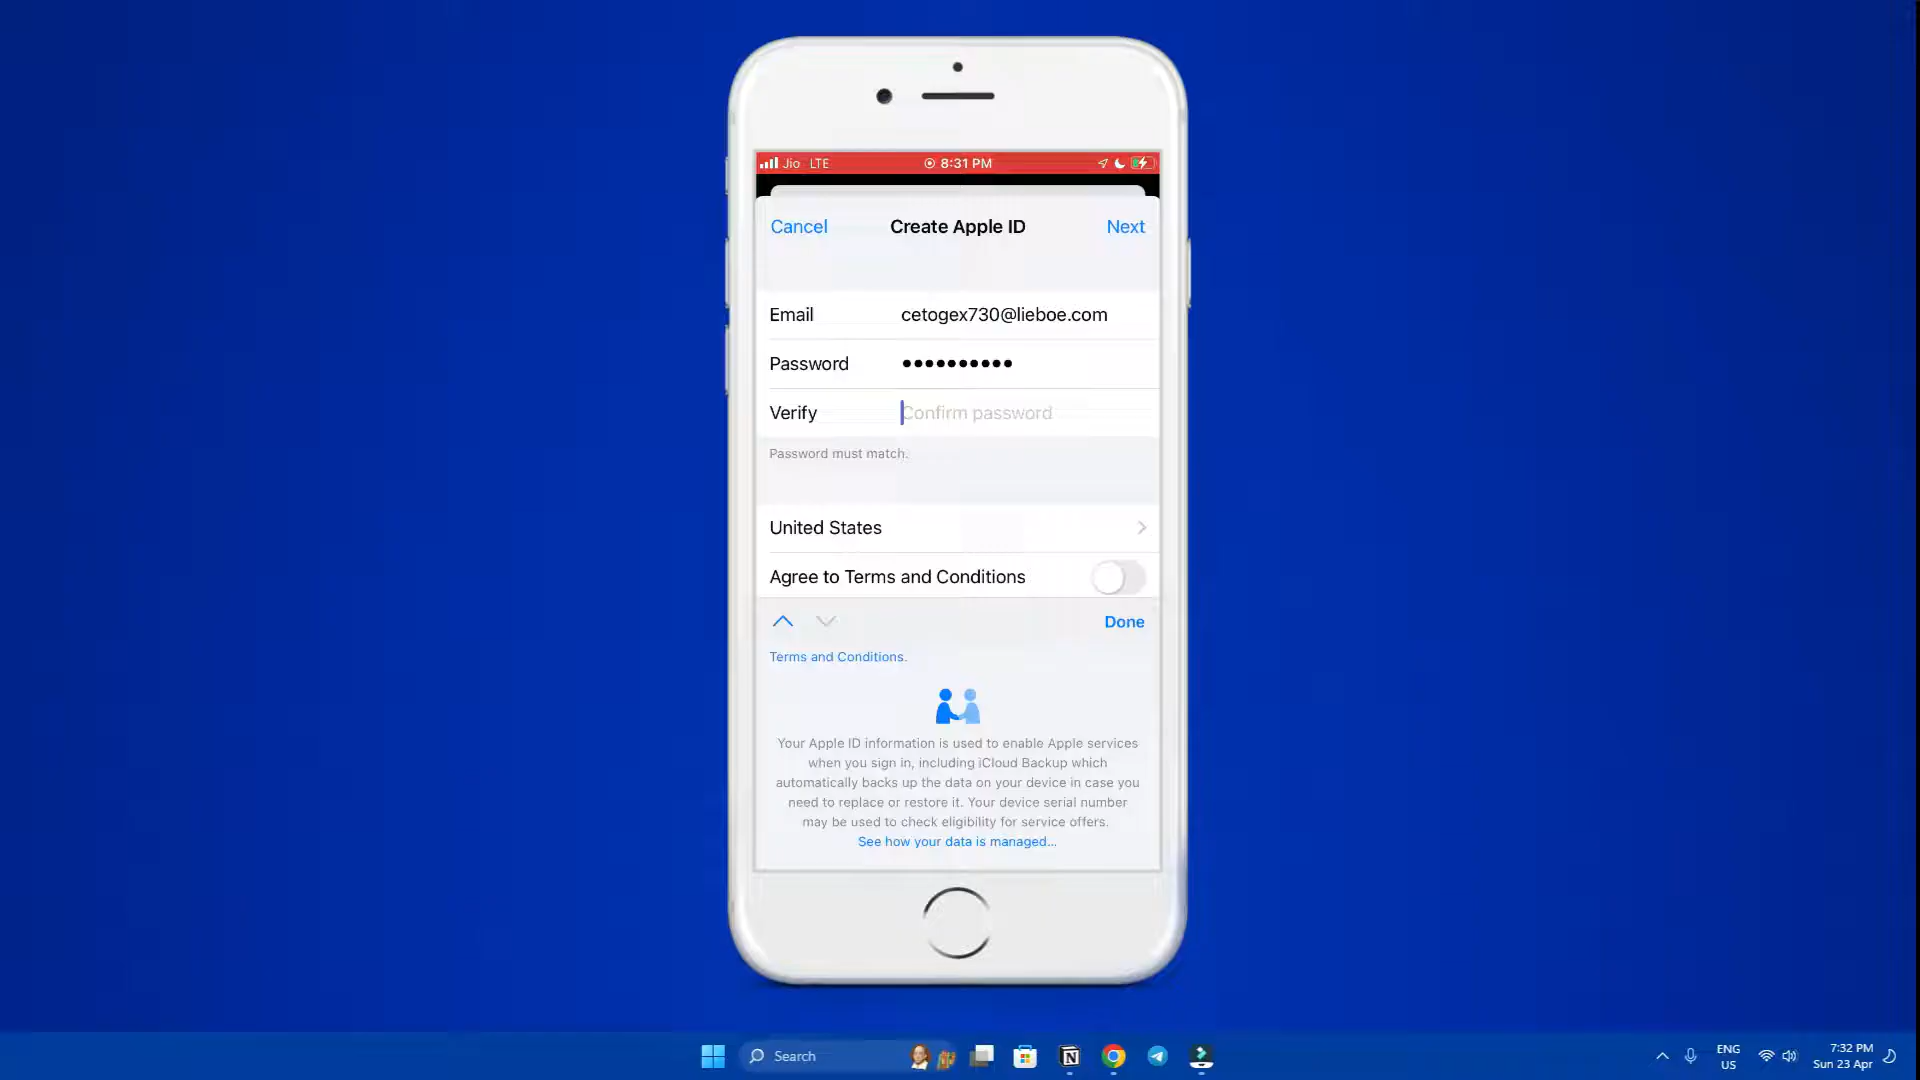 Jio LTE 8:31 PM
Cancel Create Apple ID Next
Email cetogex730@lieboe.com
Password ••••••••••
Verify Confirm password
Password must match.
United States
Agree to Terms and Conditions
Done
Terms and Conditions.
Your Apple ID information is used to enable Apple services
when you sign in, including iCloud Backup which
automatically backs up the data on your device in case you
need to replace or restore it. Your device serial number
may be used to check eligibility for service offers.
See how your data is managed...
Search
ENG
US
7:32 PM
Sun 23 Apr